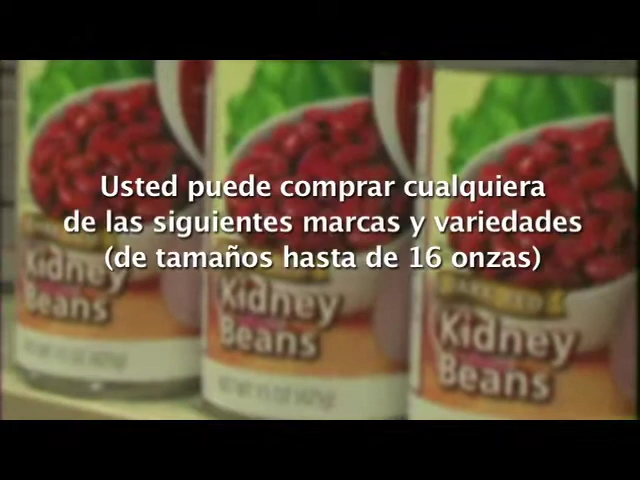 Usted puede comprar cualquiera
de las siguientes marcas y variedades
(de tamaños hasta de 16 onzas)
Kidney
Beans
Kidney
Beans
Kidney
Beans